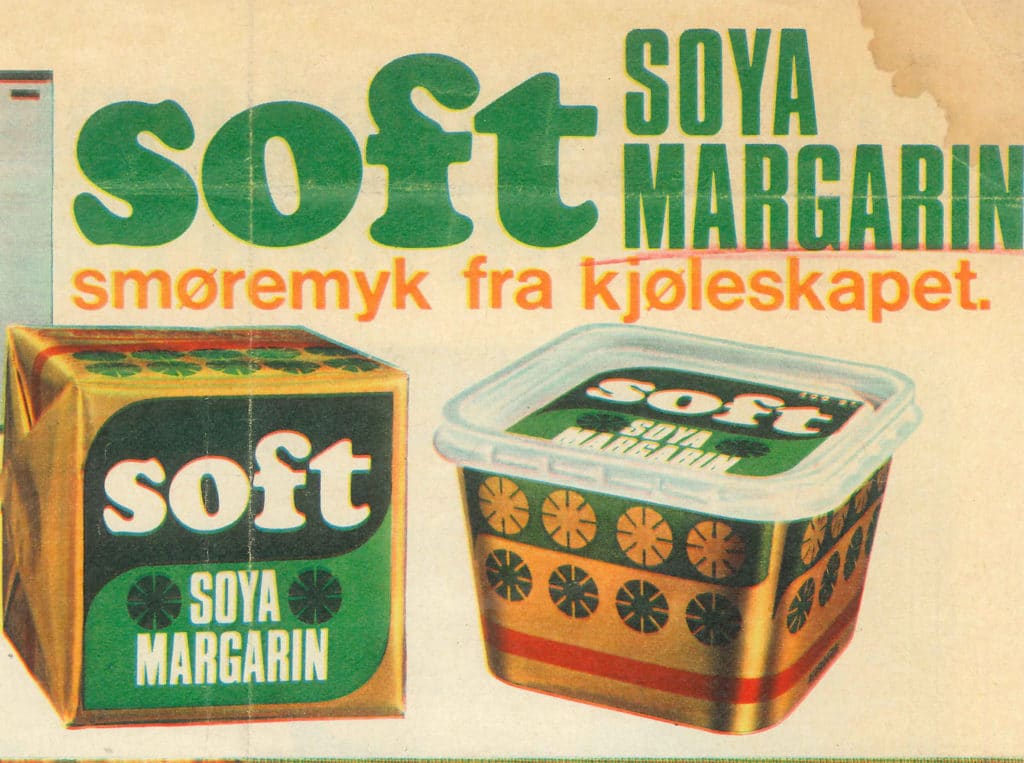 soft SOYA
MARGARIN
smøremyk fra kjøleskapet.
soft
SOYA
MARGARIN
soft
SOYA
MARGARIN